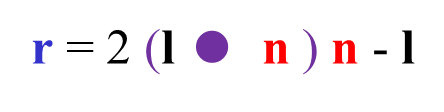 r = 2 (l ● n ) n - l